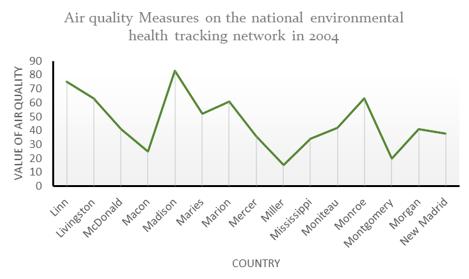 Air quality Measures on the national environmental
health tracking network in 2004
VALUE OF AIR QUALITY
90
80
70
60
50
40
30
20
10
0
Linn
Livingston
McDonald
Macon
Madison
Maries
Marion
Mercer
Miller
Mississippi
Moniteau
Monroe
Montgomery
Morgan
New Madrid
COUNTRY